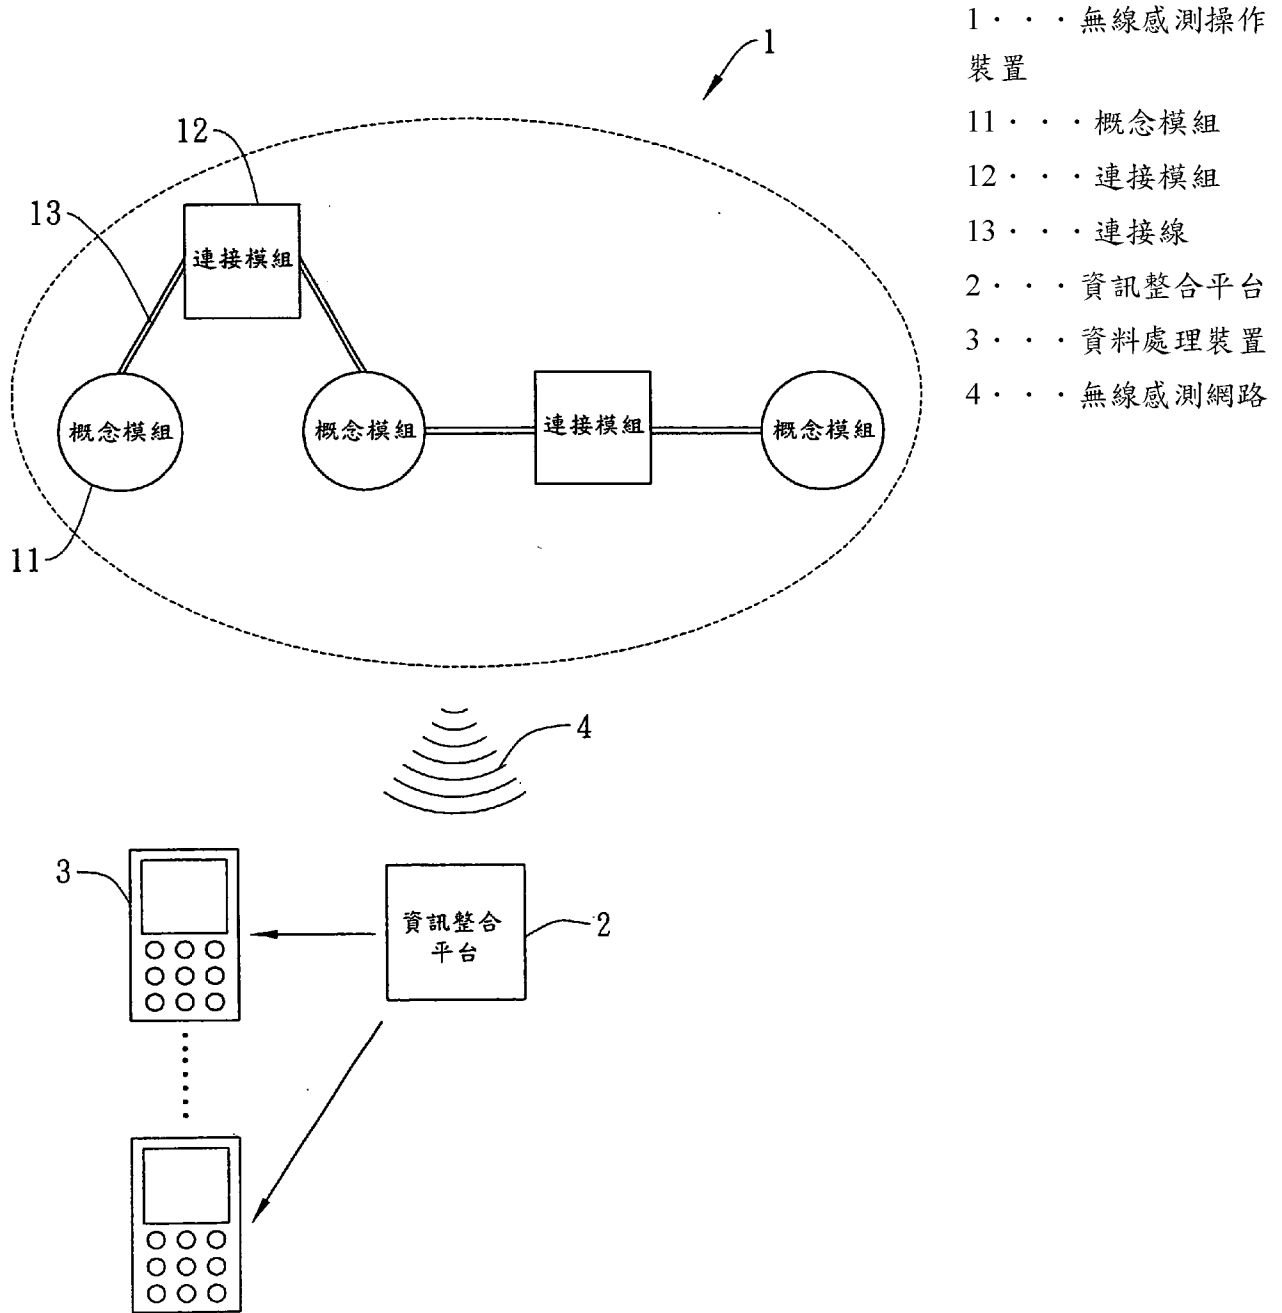 1
12
13
連接模組
概念模組
概念模組
連接模組
概念模組
11
4
3
資訊整合
平台
2
1···無線感測操作
裝置
11···概念模組
12···連接模組
13···連接線
2···資訊整合平台
3···資料處理裝置
4···無線感測網路